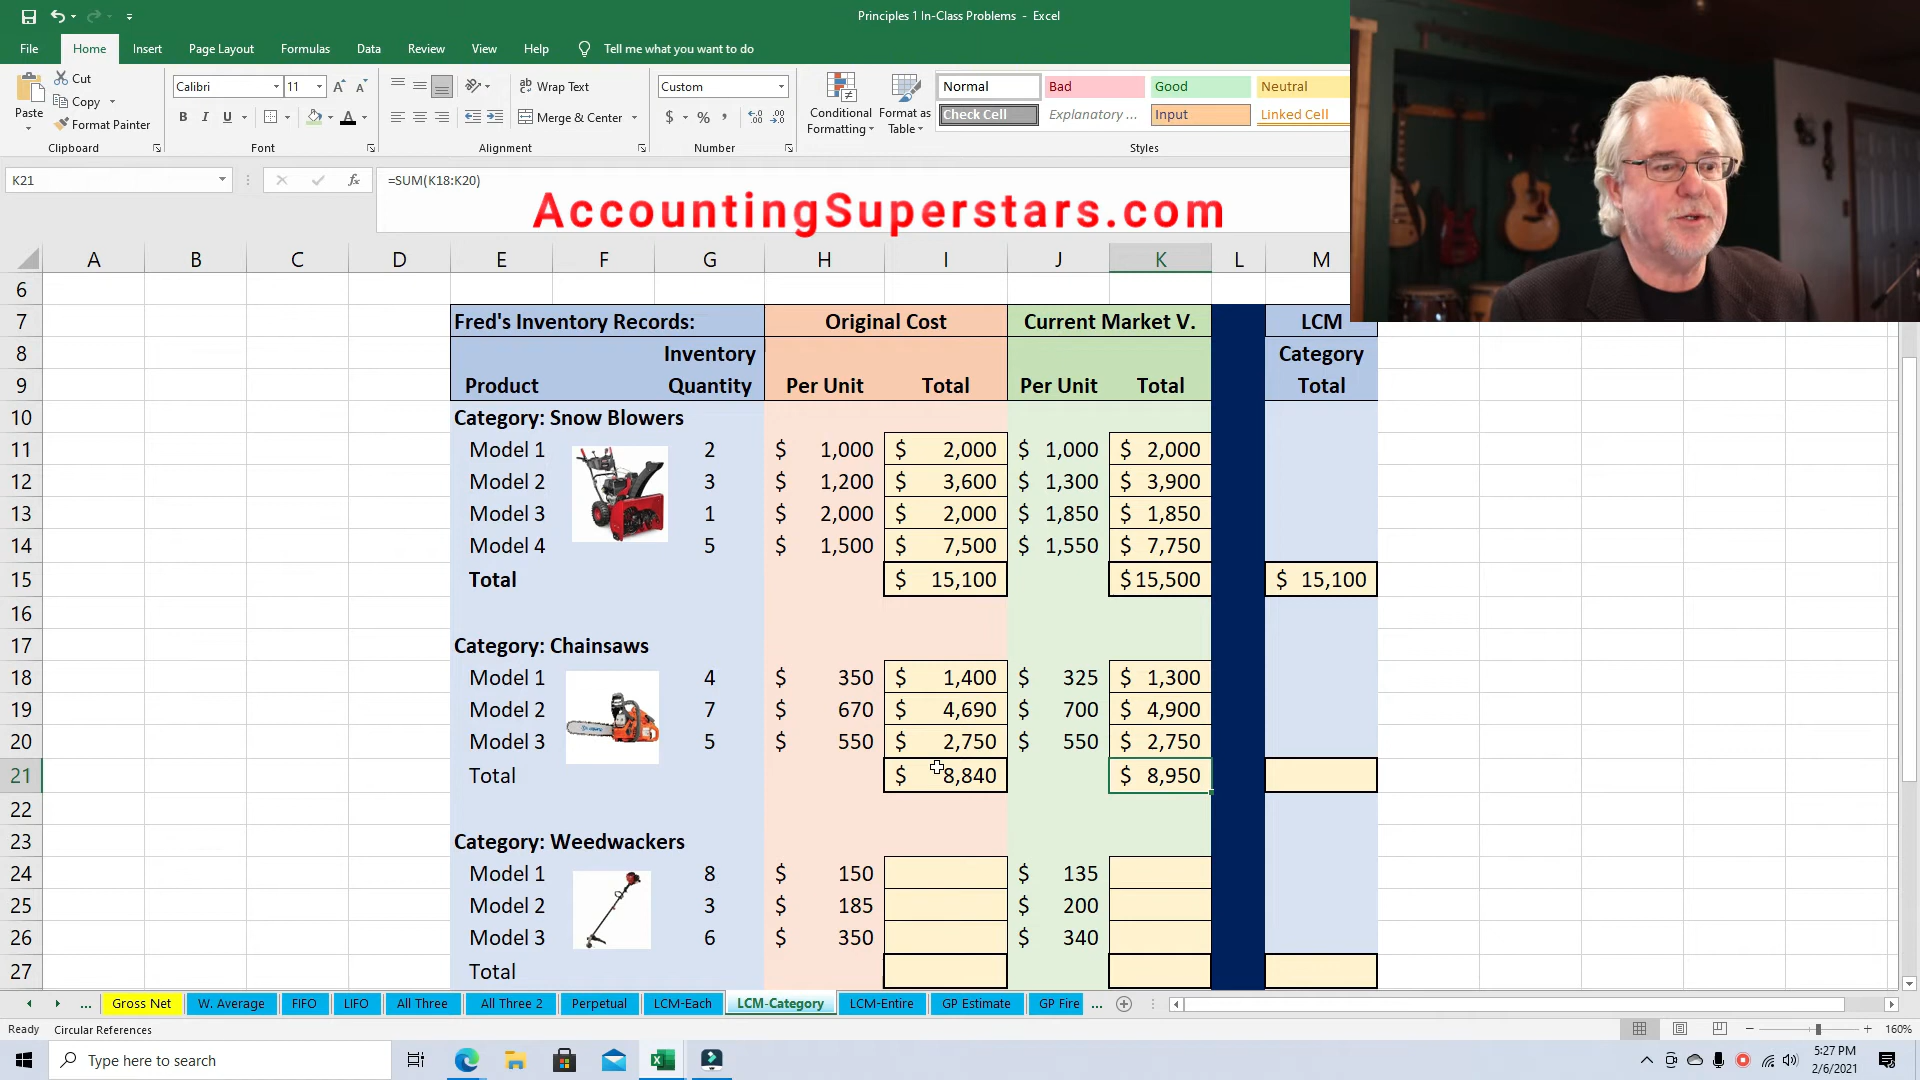 Principles 1 In-Class Problems - Excel
File Home Insert Page Layout Formulas Data Review View Help Tell me what you want to do
Paste Cut Copy Format Painter Clipboard
Calibri 11 B I U A A A Font
Wrap Text Merge & Center Alignment
Custom $ % , Number
Conditional Formatting Format as Table Normal Bad Good Neutral
Check Cell Explanatory ... Input Linked Cell
Styles
K21 fx =SUM(K18:K20)
AccountingSuperstars.com
A B C D E F G H I J K L M
6
7 Fred's Inventory Records: Original Cost Current Market V. LCM
8 Inventory Category
9 Product Quantity Per Unit Total Per Unit Total Total
10 Category: Snow Blowers
11 Model 1 2 $ 1,000 $ 2,000 $ 1,000 $ 2,000
12 Model 2 3 $ 1,200 $ 3,600 $ 1,300 $ 3,900
13 Model 3 1 $ 2,000 $ 2,000 $ 1,850 $ 1,850
14 Model 4 5 $ 1,500 $ 7,500 $ 1,550 $ 7,750
15 Total $ 15,100 $ 15,500 $ 15,100
16
17 Category: Chainsaws
18 Model 1 4 $ 350 $ 1,400 $ 325 $ 1,300
19 Model 2 7 $ 670 $ 4,690 $ 700 $ 4,900
20 Model 3 5 $ 550 $ 2,750 $ 550 $ 2,750
21 Total $ 8,840 $ 8,950
22
23 Category: Weedwackers
24 Model 1 8 $ 150 $ 135
25 Model 2 3 $ 185 $ 200
26 Model 3 6 $ 350 $ 340
27 Total
... Gross Net W. Average FIFO LIFO All Three All Three 2 Perpetual LCM-Each LCM-Category LCM-Entire GP Estimate GP Fire ...
Ready Circular References 160%
Type here to search 5:27 PM
2/6/2021